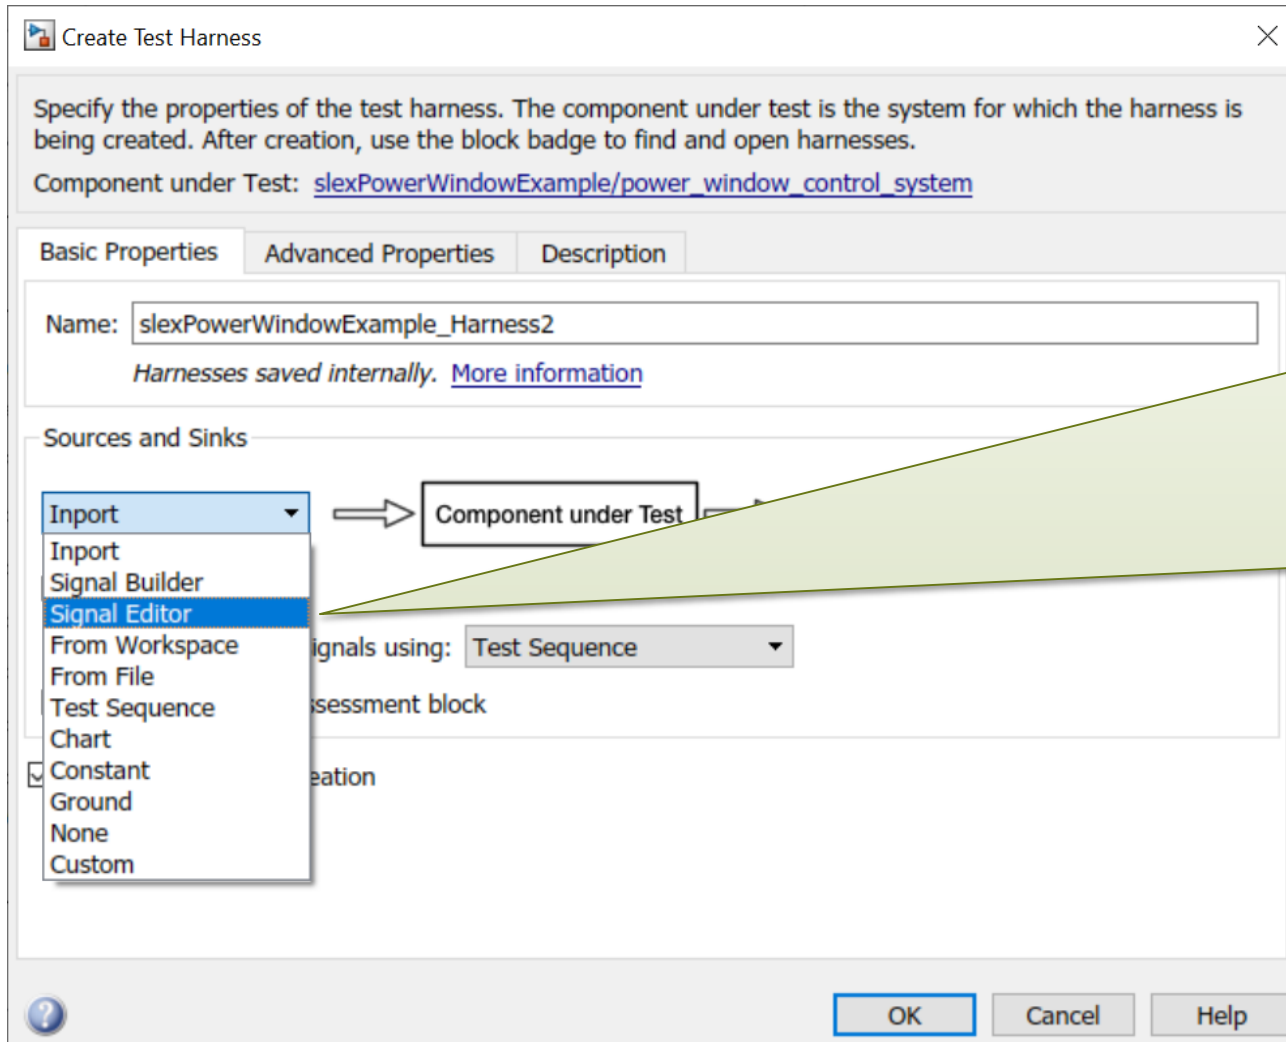 Create Test Harness
Specify the properties of the test harness. The component under test is the system for which the harness is
being created. After creation, use the block badge to find and open harnesses.
Component under Test: slexPowerWindowExample/power_window_control_system
Basic Properties Advanced Properties Description
Name: slexPowerWindowExample_Harness2
Harnesses saved internally. More information
Sources and Sinks
Inport
Component under Test
Inport
Signal Builder
Signal Editor
From Workspace
ignals using: Test Sequence
From File
Test Sequence
ssessment block
Chart
Constant
eation
Ground
None
Custom
OK Cancel Help